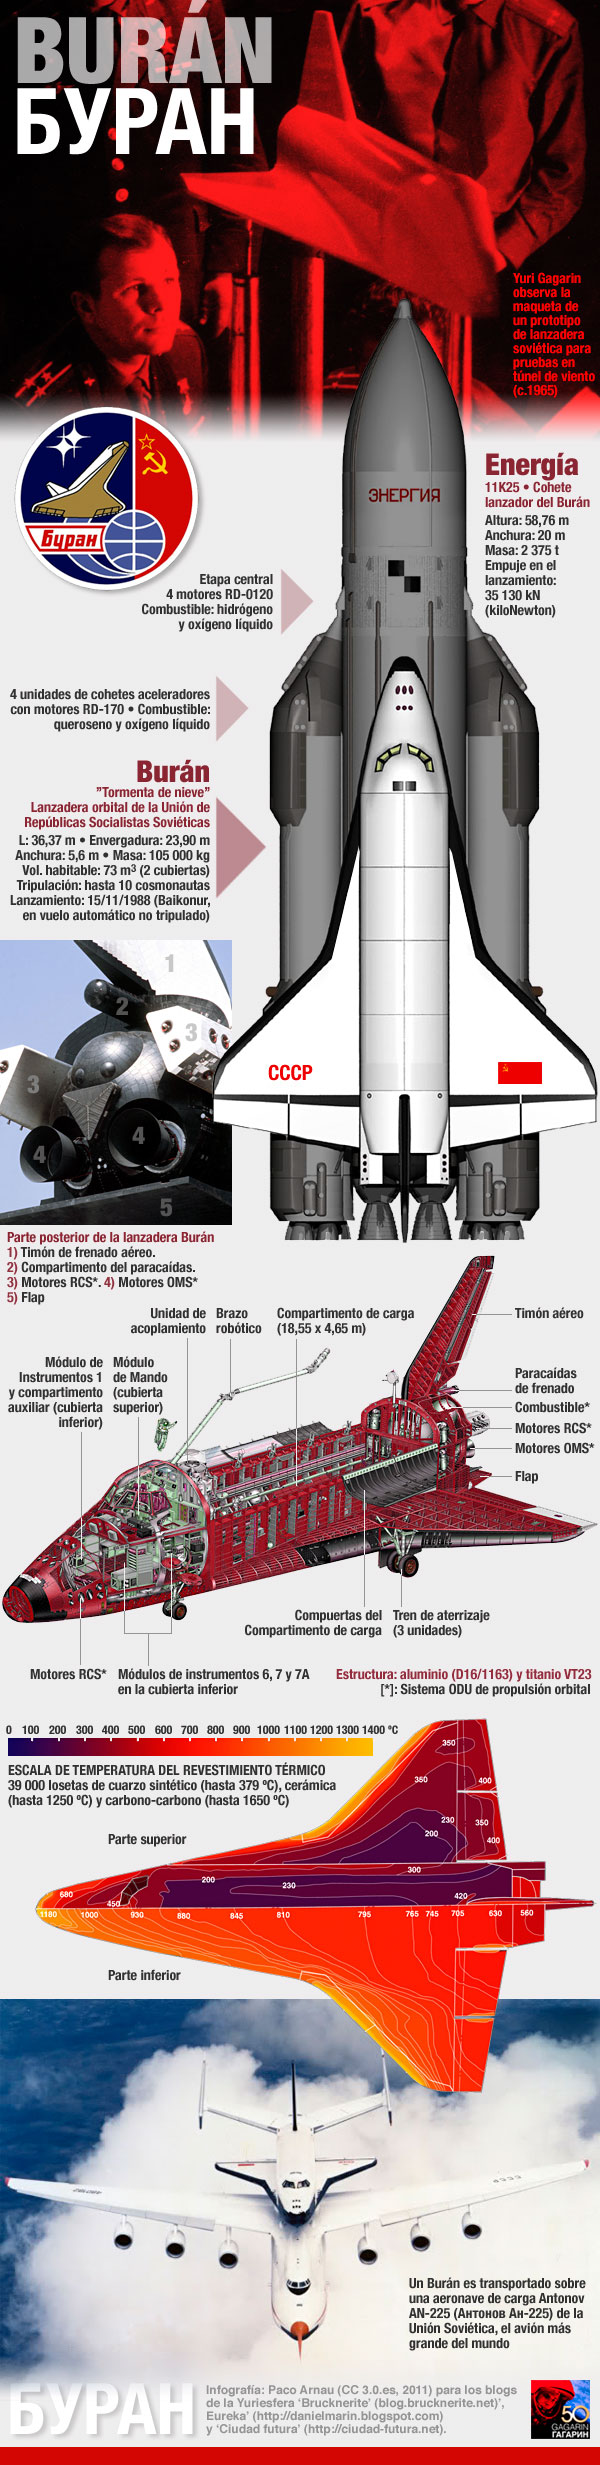 BURÁN
БУРАН
Yuri Gagarin
observa la
maqueta de
un prototipo
de lanzadera
soviética para
pruebas en
túnel de viento
(c.1965)
Буран
ЭНЕРГИЯ
Energía
11K25 • Cohete
lanzador del Burán
Altura: 58,76 m
Anchura: 20 m
Masa: 2 375 t
Empuje en el
lanzamiento:
35 130 kN
(kiloNewton)
Etapa central
4 motores RD-0120
Combustible: hidrógeno
y oxígeno líquido
4 unidades de cohetes aceleradores
con motores RD-170 • Combustible:
queroseno y oxígeno líquido
Burán
”Tormenta de nieve”
Lanzadera orbital de la Unión de
Repúblicas Socialistas Soviéticas
L: 36,37 m • Envergadura: 23,90 m
Anchura: 5,6 m • Masa: 105 000 kg
Vol. habitable: 73 m³ (2 cubiertas)
Tripulación: hasta 10 cosmonautas
Lanzamiento: 15/11/1988 (Baikonur,
en vuelo automático no tripulado)
1
2
3
3
4
4
5
CCCP
Parte posterior de la lanzadera Burán
1) Timón de frenado aéreo.
2) Compartimento del paracaídas.
3) Motores RCS*. 4) Motores OMS*
5) Flap
Unidad de
acoplamiento
Brazo
robótico
Compartimento de carga
(18,55 x 4,65 m)
Timón aéreo
Módulo de
Instrumentos 1
y compartimento
auxiliar (cubierta
inferior)
Módulo
de Mando
(cubierta
superior)
Paracaídas
de frenado
Combustible*
Motores RCS*
Motores OMS*
Flap
Compuertas del
Compartimento de carga
Tren de aterrizaje
(3 unidades)
Motores RCS*
Módulos de instrumentos 6, 7 y 7A
en la cubierta inferior
Estructura: aluminio (D16/1163) y titanio VT23
[*]: Sistema ODU de propulsión orbital
0 100 200 300 400 500 600 700 800 900 1000 1100 1200 1300 1400 ºC
ESCALA DE TEMPERATURA DEL REVESTIMIENTO TÉRMICO
39 000 losetas de cuarzo sintético (hasta 379 ºC), cerámica
(hasta 1250 ºC) y carbono-carbono (hasta 1650 ºC)
Parte superior
350
350
400
230
350
200
400
300
200
230
420
680
450
1180 1000 930 880 845 810 795 765 745 705 630 560
Parte inferior
СССР
Un Burán es transportado sobre
una aeronave de carga Antonov
AN-225 (Антонов Ан-225) de la
Unión Soviética, el avión más
grande del mundo
БУРАН
Infografía: Paco Arnau (CC 3.0.es, 2011) para los blogs
de la Yuriesfera ‘Brucknerite’ (blog.brucknerite.net)’,
Eureka’ (http://danielmarin.blogspot.com)
y ‘Ciudad futura’ (http://ciudad-futura.net).
50
GAGARIN
ГАГАРИН